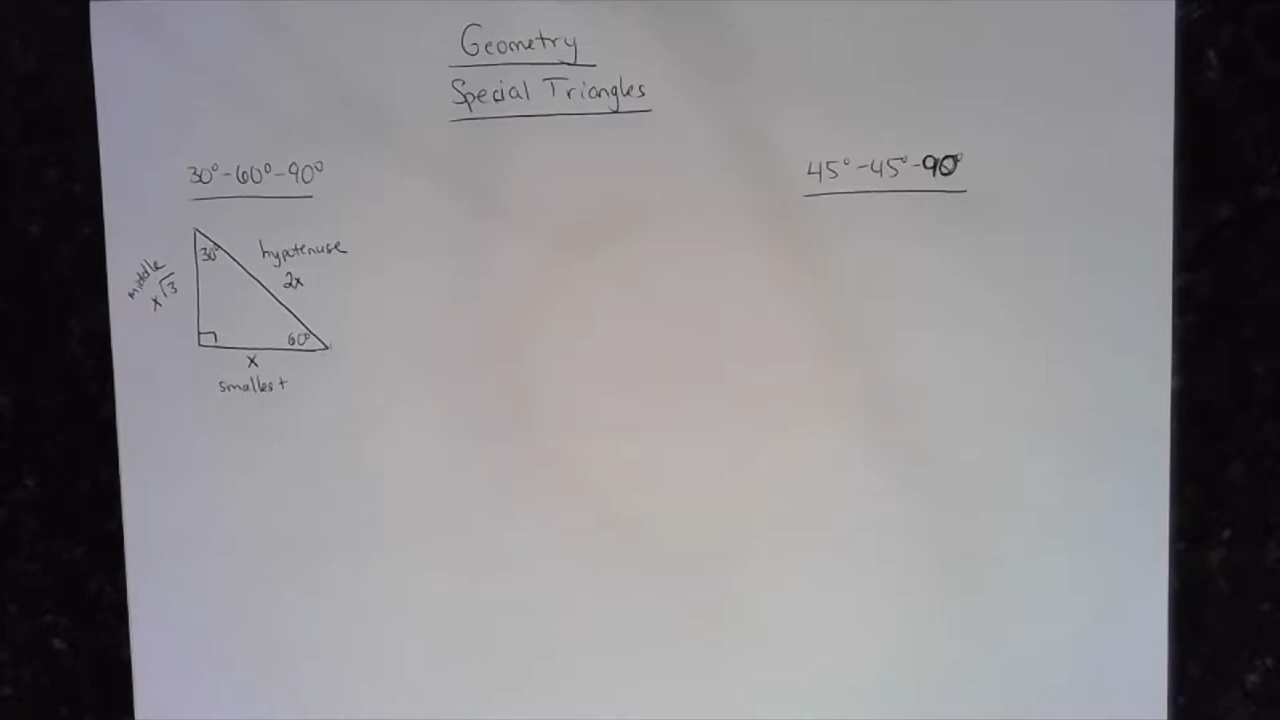 Geometry
Special Triangles
30°-60°-90°
45°-45°-90°
30°
hypotenuse
2x
middle
x√3
60°
x
smallest